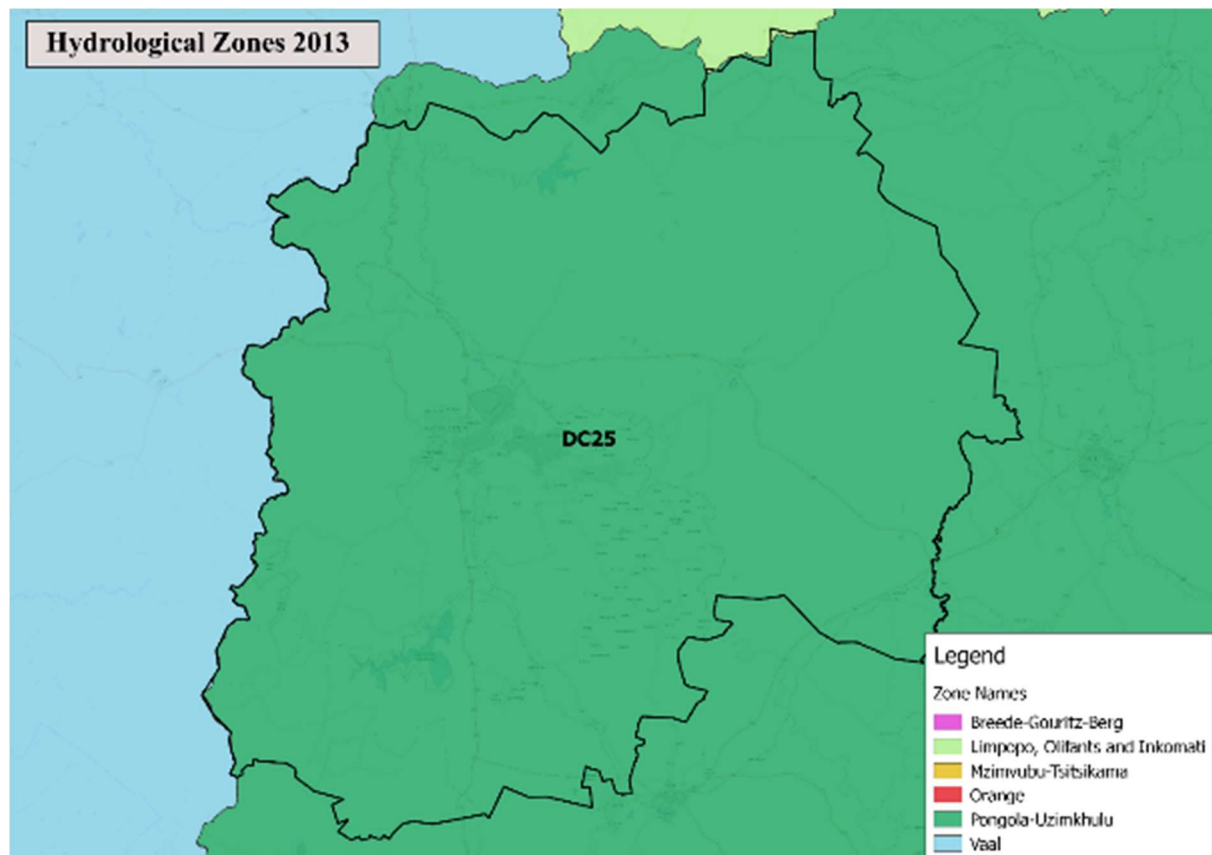 Hydrological Zones 2013
DC25
Legend
Zone Names
Breede-Gouritz-Berg
Limpopo, Olifants and Inkomati
Mzimvubu-Tsitsikama
Orange
Pongola-Uzimkhulu
Vaal